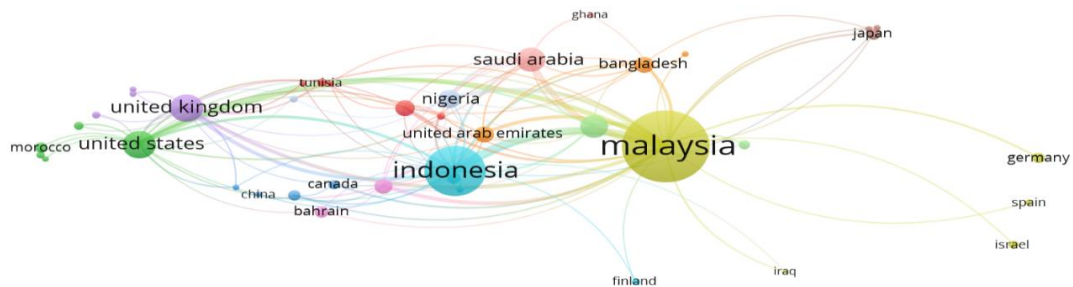 ghana
japan
saudi arabia
bangladesh
tunisia
nigeria
united kingdom
united arab emirates
morocco
united states
malaysia
germany
indonesia
canada
china
bahrain
spain
israel
iraq
finland